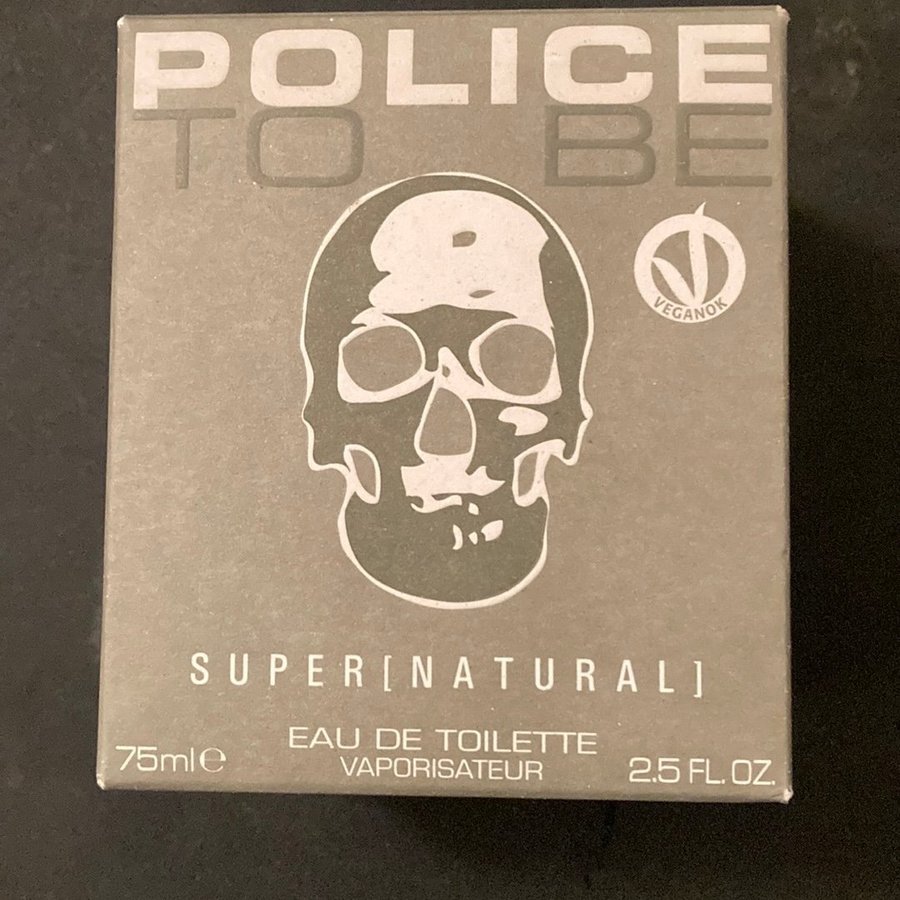 POLICE
TO BE
VEGANOK
SUPER[NATURAL]
EAU DE TOILETTE
VAPORISATEUR
75ml℮
2.5 FL. OZ.